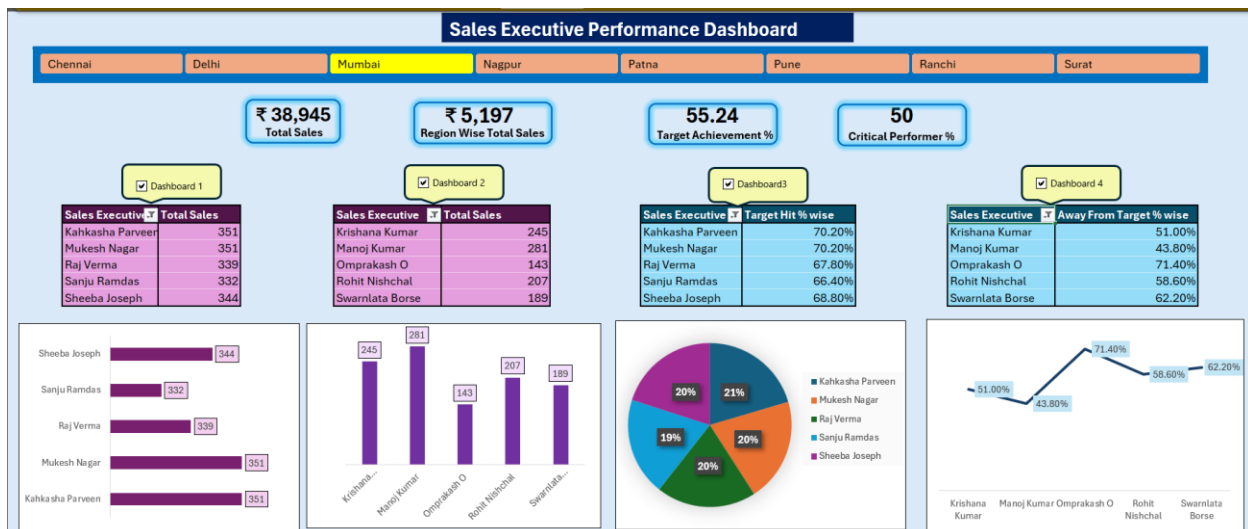 Sales Executive Performance Dashboard
Chennai Delhi Mumbai Nagpur Patna Pune Ranchi Surat
₹ 38,945
Total Sales
₹ 5,197
Region Wise Total Sales
55.24
Target Achievement %
50
Critical Performer %
Dashboard 1
Sales Executive Total Sales
Kahkasha Parveen 351
Mukesh Nagar 351
Raj Verma 339
Sanju Ramdas 332
Sheeba Joseph 344
Dashboard 2
Sales Executive Total Sales
Krishana Kumar 245
Manoj Kumar 281
Omprakash O 143
Rohit Nishchal 207
Swarnlata Borse 189
Dashboard3
Sales Executive Target Hit % wise
Kahkasha Parveen 70.20%
Mukesh Nagar 70.20%
Raj Verma 67.80%
Sanju Ramdas 66.40%
Sheeba Joseph 68.80%
Dashboard 4
Sales Executive Away From Target % wise
Krishana Kumar 51.00%
Manoj Kumar 43.80%
Omprakash O 71.40%
Rohit Nishchal 58.60%
Swarnlata Borse 62.20%
Sheeba Joseph 344
Sanju Ramdas 332
Raj Verma 339
Mukesh Nagar 351
Kahkasha Parveen 351
245 281 143 207 189
Krishana... Manoj Kumar Omprakash O Rohit Nishchal Swarnlata...
21%
20%
20%
19%
20%
Kahkasha Parveen
Mukesh Nagar
Raj Verma
Sanju Ramdas
Sheeba Joseph
51.00% 43.80% 71.40% 58.60% 62.20%
Krishana Manoj Kumar Omprakash O Rohit Swarnlata
Kumar Nishchal Borse